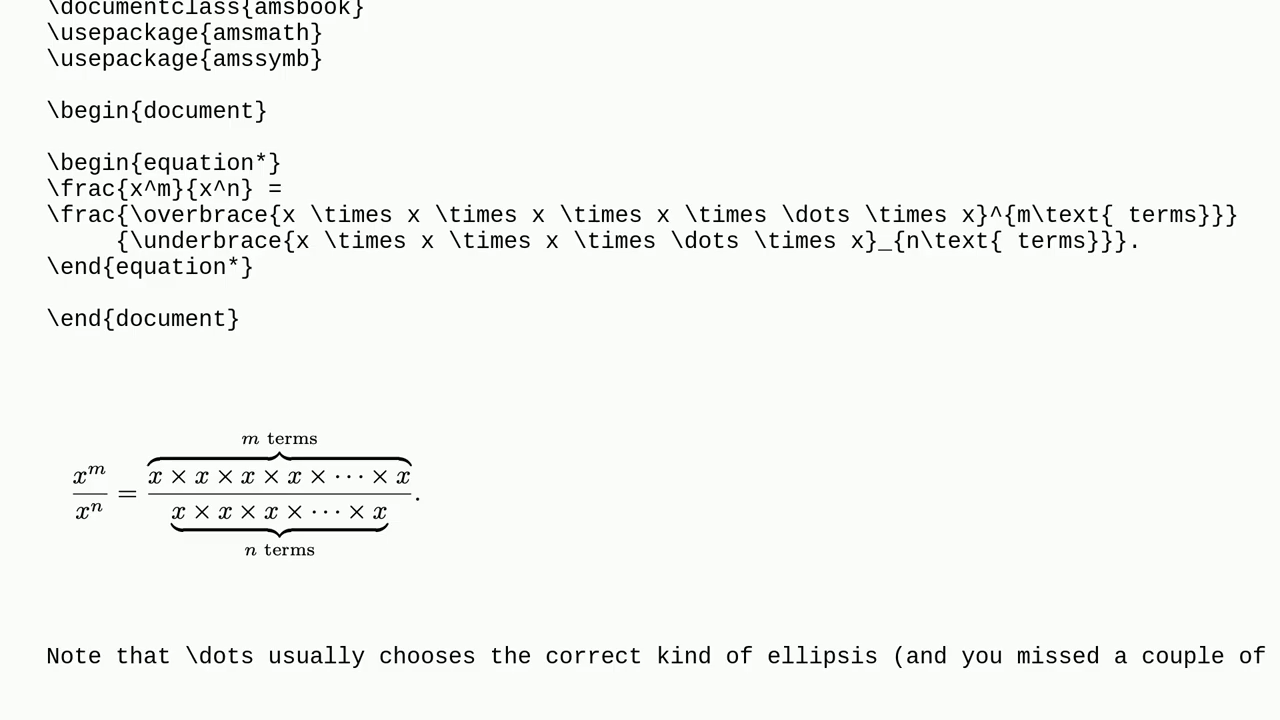 \documentclass{amsbook}
\usepackage{amsmath}
\usepackage{amssymb}
\begin{document}
\begin{equation*}
\frac{x^m}{x^n} =
\frac{\overbrace{x \times x \times x \times x \times \dots \times x}^{m\text{ terms}}}
{\underbrace{x \times x \times x \times \dots \times x}_{n\text{ terms}}}.
\end{equation*}
\end{document}
m terms
x^m / x^n = x × x × x × x × ⋯ × x / x × x × x × ⋯ × x .
n terms
Note that \dots usually chooses the correct kind of ellipsis (and you missed a couple of